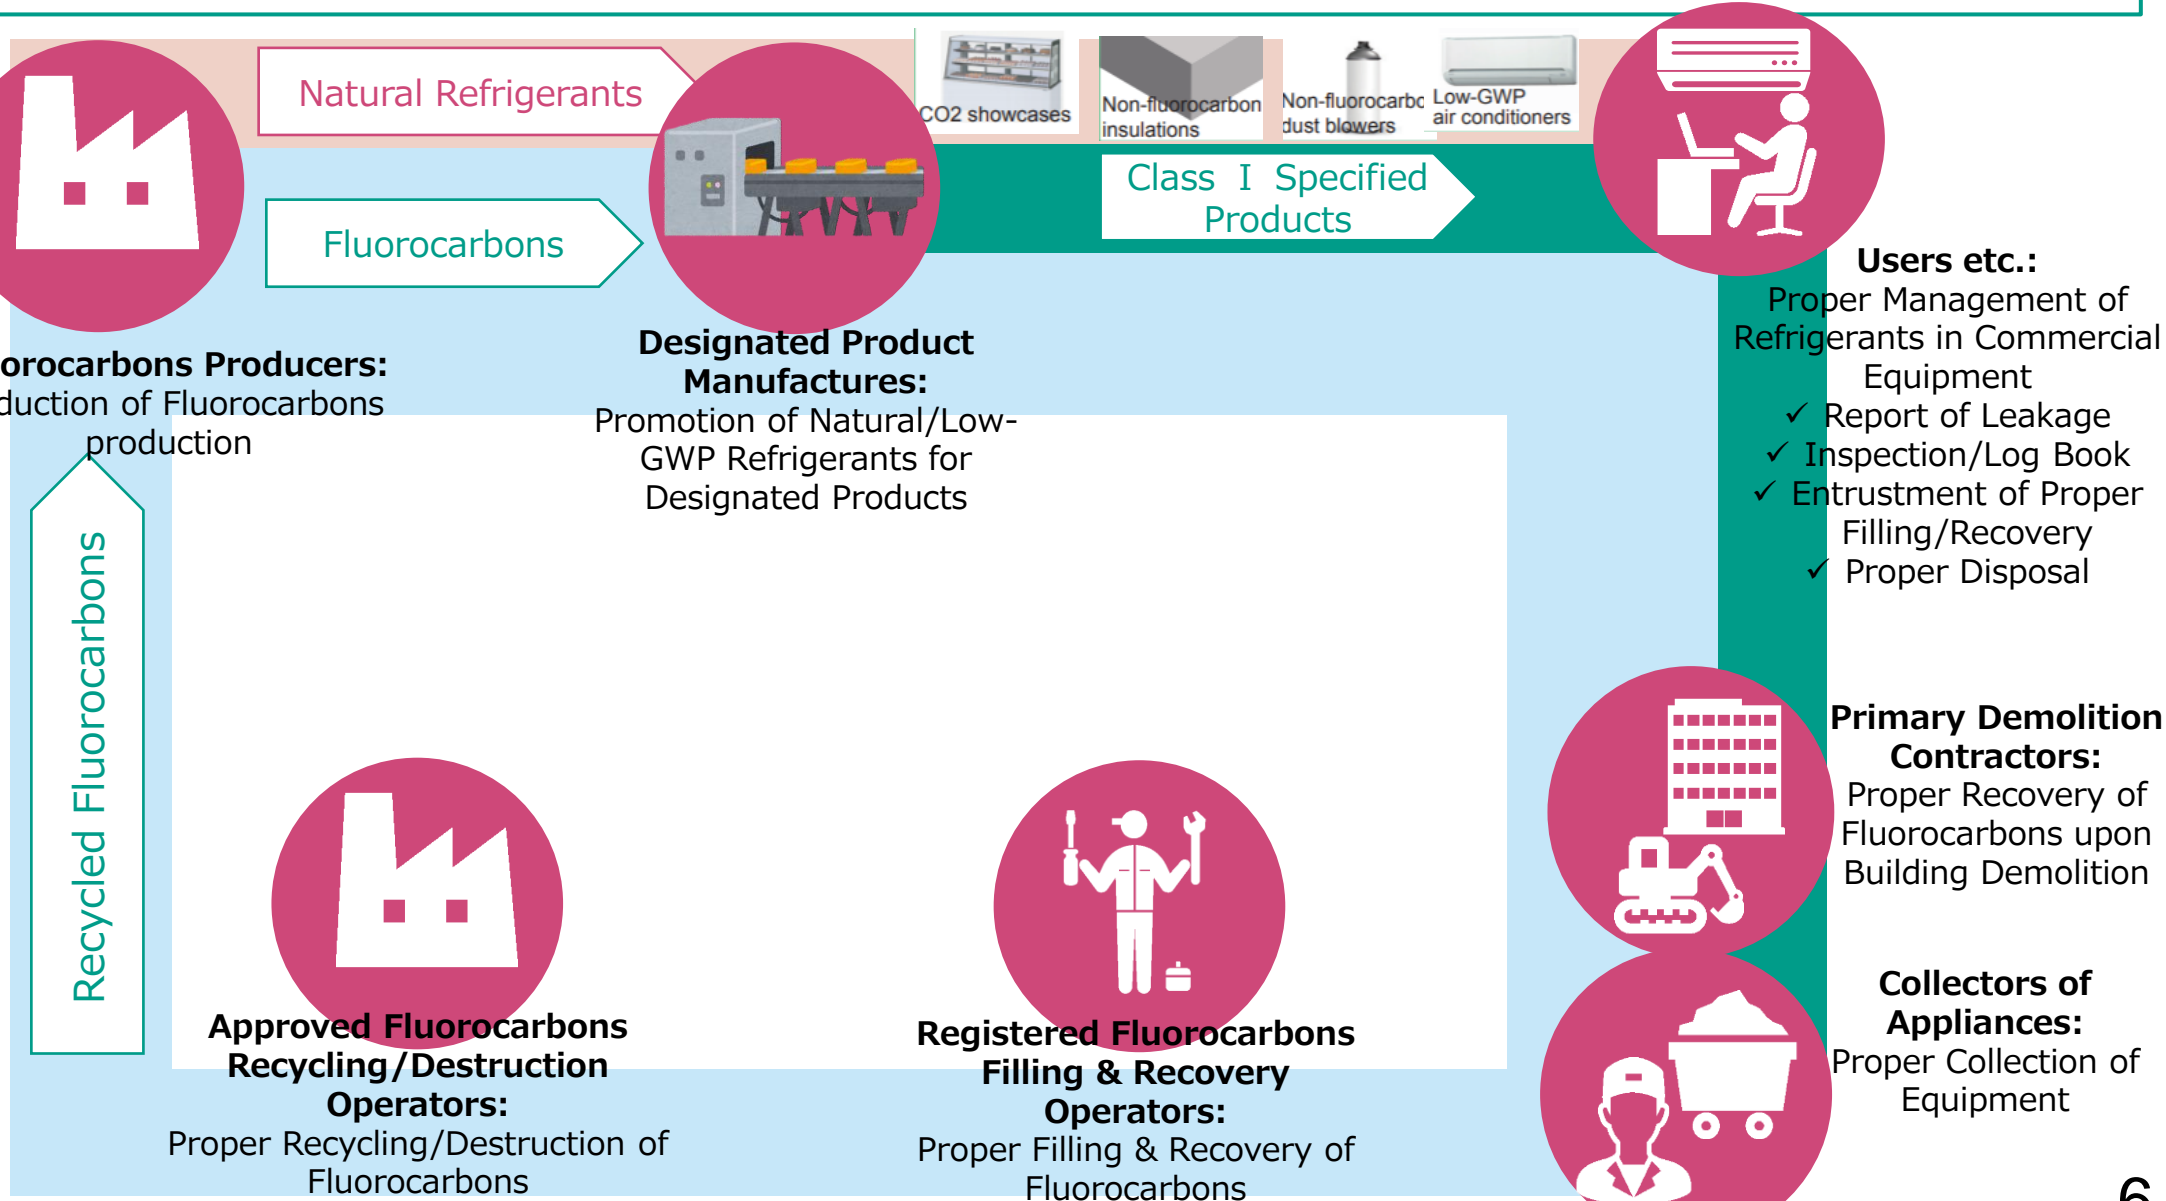 Natural Refrigerants
CO2 showcases
Non-fluorocarbon
insulations
Non-fluorocarbo
dust blowers
Low-GWP
air conditioners
Class I Specified
Products
Fluorocarbons
orocarbons Producers:
duction of Fluorocarbons
production
Designated Product
Manufactures:
Promotion of Natural/Low-
GWP Refrigerants for
Designated Products
Users etc.:
Proper Management of
Refrigerants in Commercial
Equipment
✓ Report of Leakage
✓ Inspection/Log Book
✓ Entrustment of Proper
Filling/Recovery
✓ Proper Disposal
Recycled Fluorocarbons
Primary Demolition
Contractors:
Proper Recovery of
Fluorocarbons upon
Building Demolition
Collectors of
Appliances:
Proper Collection of
Equipment
Approved Fluorocarbons
Recycling/Destruction
Operators:
Proper Recycling/Destruction of
Fluorocarbons
Registered Fluorocarbons
Filling & Recovery
Operators:
Proper Filling & Recovery of
Fluorocarbons
6